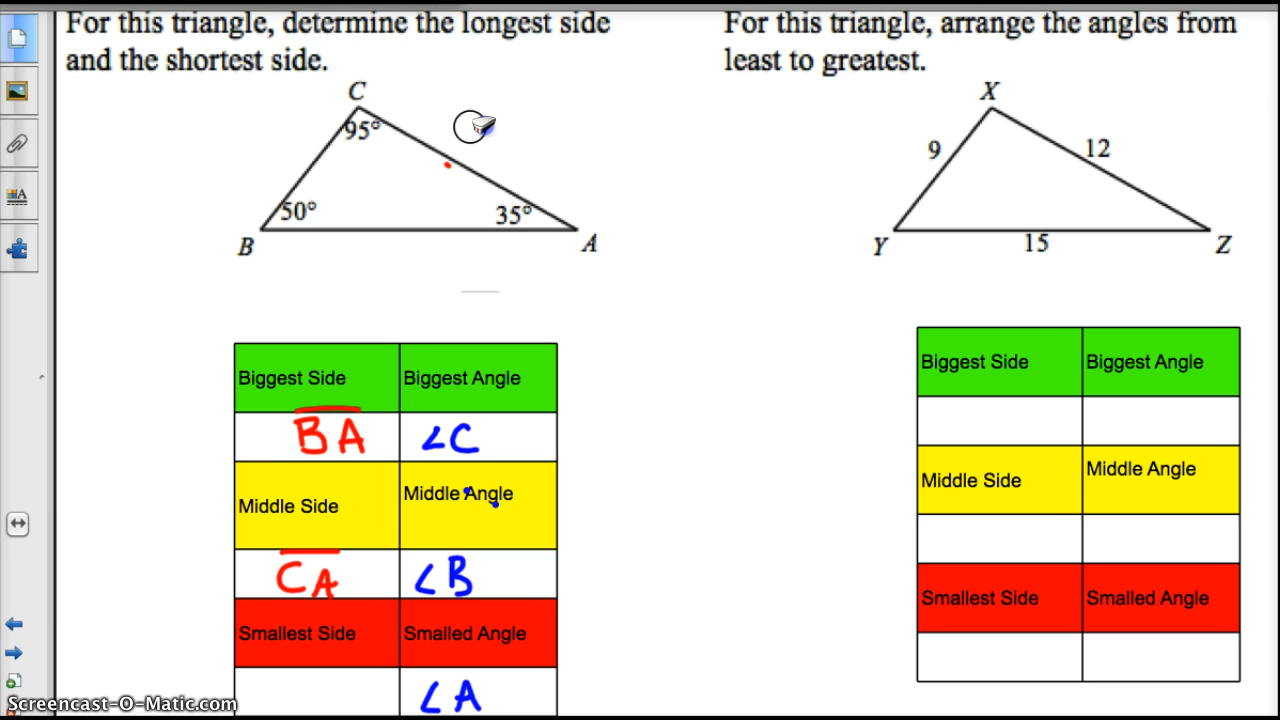 For this triangle, determine the longest side
and the shortest side.
C
95°
50°
35°
B
A
Biggest Side Biggest Angle
BA ∠C
Middle Side Middle Angle
CA ∠B
Smallest Side Smalled Angle
∠A
For this triangle, arrange the angles from
least to greatest.
X
9
12
Y
15
Z
Biggest Side Biggest Angle
Middle Side Middle Angle
Smallest Side Smalled Angle
Screencast-O-Matic.com